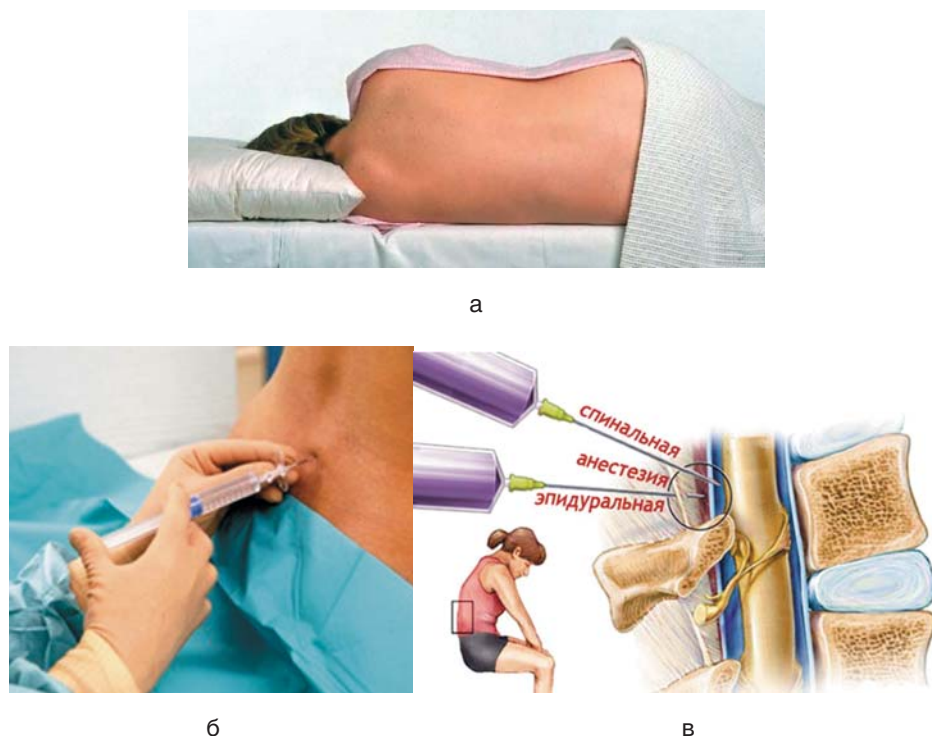 а
спинальная
анестезия
эпидуральная
б
в